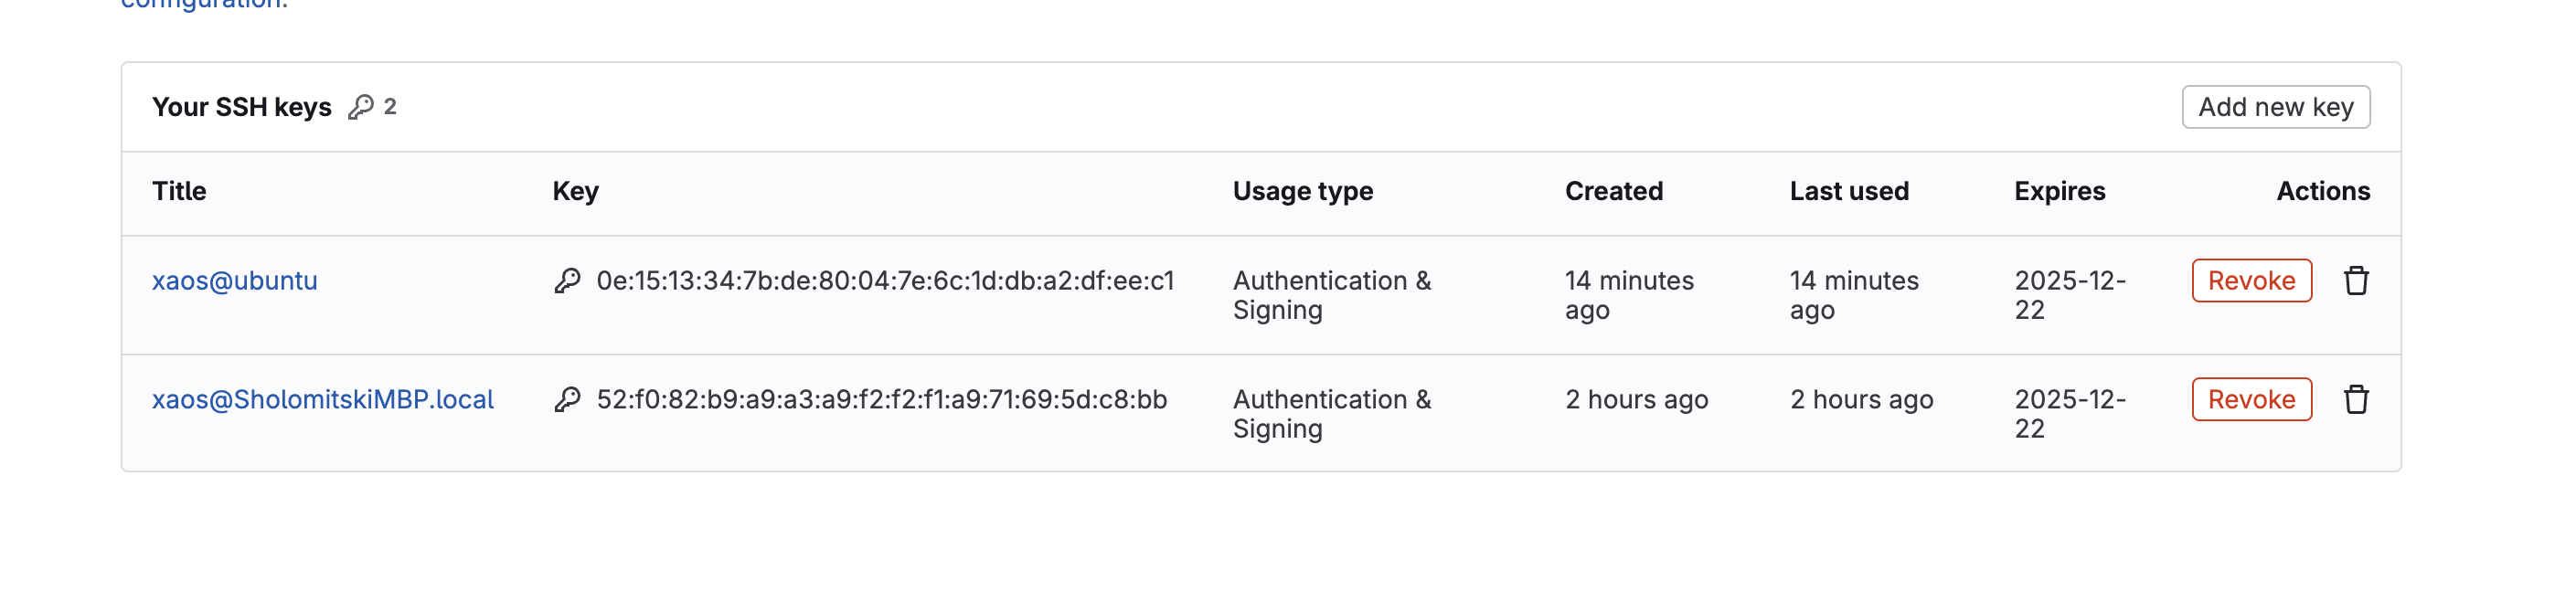 configuration.
Your SSH keys 2
Add new key
Title Key Usage type Created Last used Expires Actions
xaos@ubuntu 0e:15:13:34:7b:de:80:04:7e:6c:1d:db:a2:df:ee:c1 Authentication & 14 minutes 14 minutes 2025-12- Revoke
Signing ago ago 22
xaos@SholomitskiMBP.local 52:f0:82:b9:a9:a3:a9:f2:f2:f1:a9:71:69:5d:c8:bb Authentication & 2 hours ago 2 hours ago 2025-12- Revoke
Signing 22